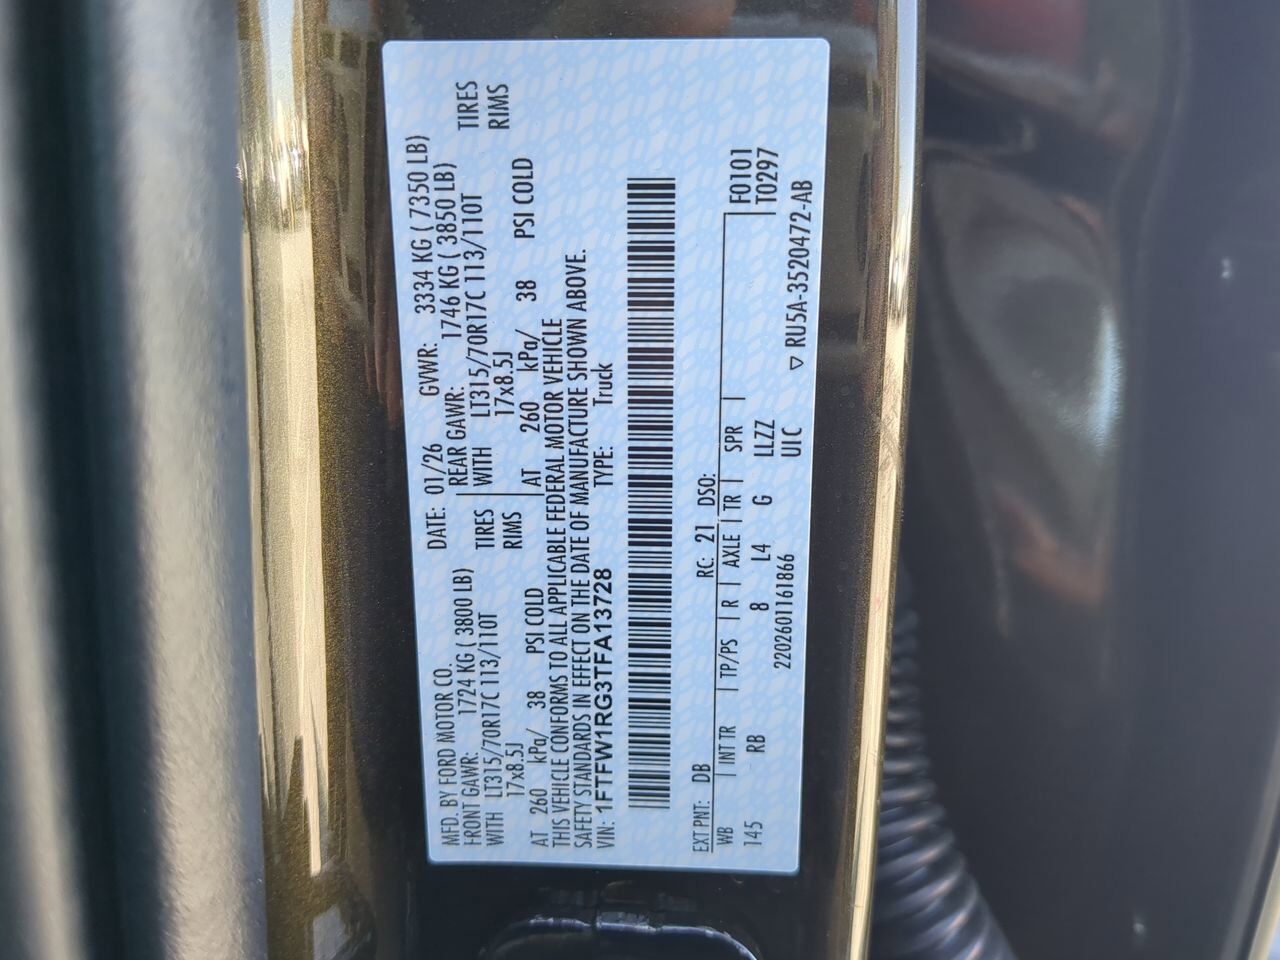 MFD. BY FORD MOTOR CO.
DATE: 01/26 GVWR: 3334 KG ( 7350 LB)
FRONT GAWR: 1724 KG ( 3800 LB) REAR GAWR: 1746 KG ( 3850 LB)
WITH LT315/70R17C 113/110T TIRES WITH LT315/70R17C 113/110T TIRES
17x8.5J RIMS 17x8.5J RIMS
AT 260 kPa/ 38 PSI COLD AT 260 kPa/ 38 PSI COLD
THIS VEHICLE CONFORMS TO ALL APPLICABLE FEDERAL MOTOR VEHICLE
SAFETY STANDARDS IN EFFECT ON THE DATE OF MANUFACTURE SHOWN ABOVE.
VIN: 1FTFW1RG3TFA13728 TYPE: Truck
EXT PNT: DB RC: 21 DSO:
WB INT TR TP/PS R AXLE TR SPR F0101
145 RB 8 L4 G LLZZ T0297
2202601161866 UIC ▽ RU5A-3520472-AB